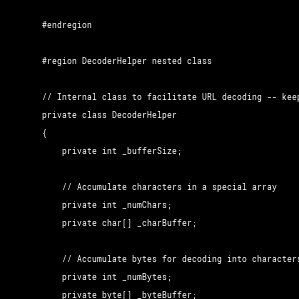 #endregion
#region DecoderHelper nested class
// Internal class to facilitate URL decoding -- keep
private class DecoderHelper
{
private int _bufferSize;
// Accumulate characters in a special array
private int _numChars;
private char[] _charBuffer;
// Accumulate bytes for decoding into characters
private int _numBytes;
private byte[] _byteBuffer;